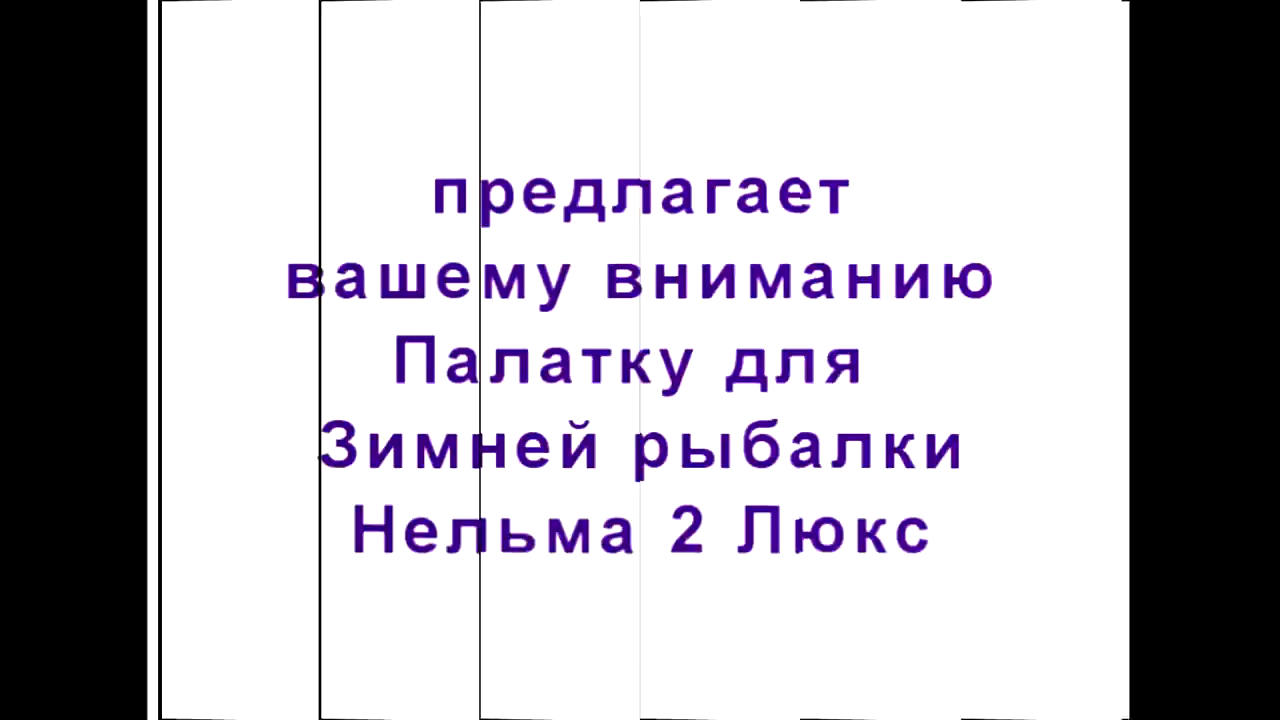 предлагает
вашему вниманию
Палатку для
Зимней рыбалки
Нельма 2 Люкс